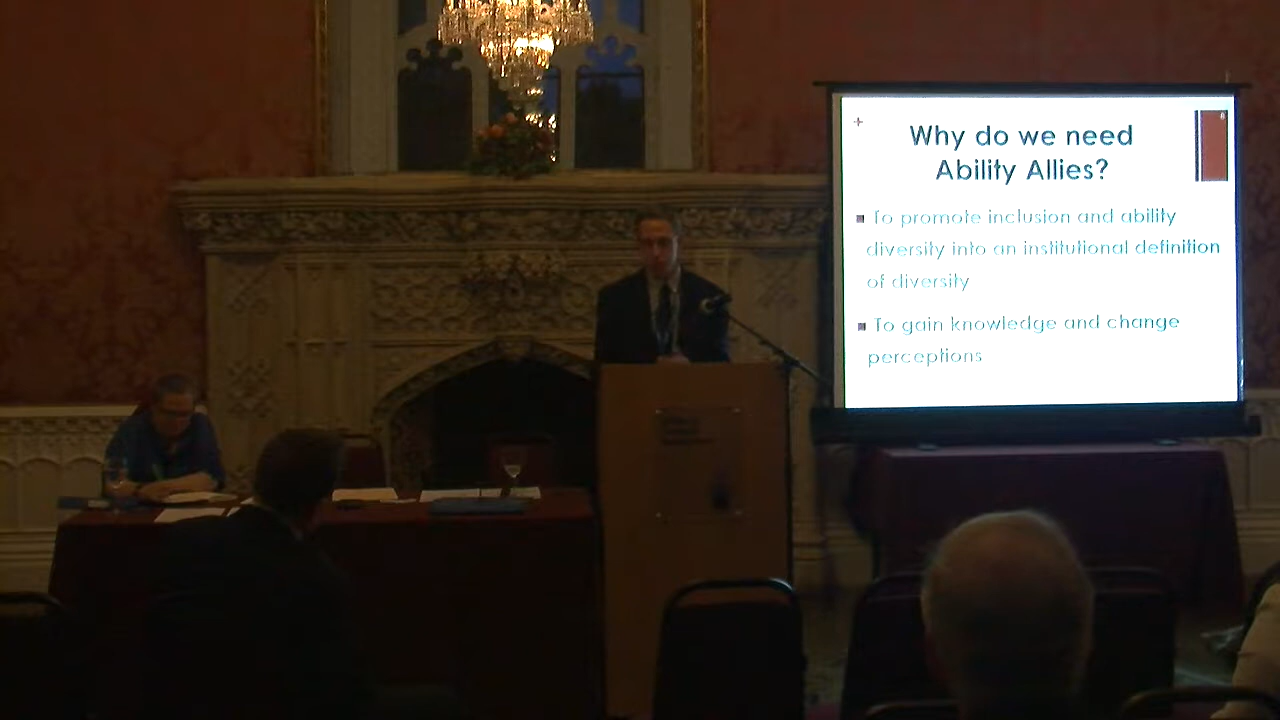 Why do we need
Ability Allies?
To promote inclusion and ability
diversity into an institutional definition
of diversity
To gain knowledge and change
perceptions